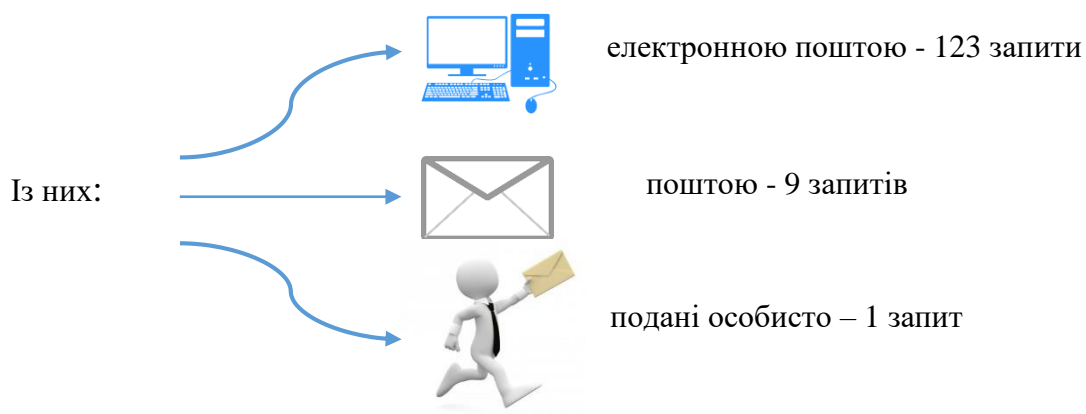 електронною поштою - 123 запити
Із них:
поштою - 9 запитів
подані особисто – 1 запит